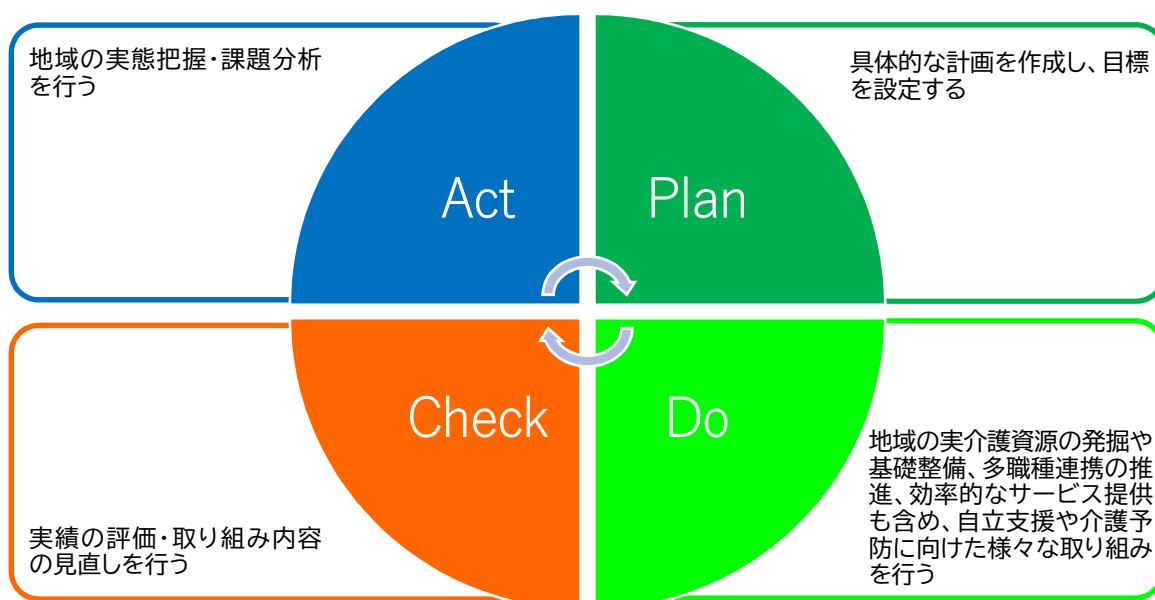 地域の実態把握・課題分析
を行う
具体的な計画を作成し、目標
を設定する
Act
Plan
Check
Do
実績の評価・取り組み内容
の見直しを行う
地域の実介護資源の発掘や
基礎整備、多職種連携の推
進、効率的なサービス提供
も含め、自立支援や介護予
防に向けた様々な取り組み
を行う